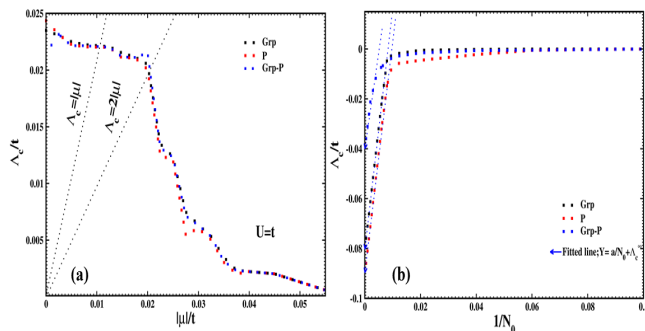 0.025
0.02
0.015
0.01
0.005
Λc/t
Λc=|μ|
Λc=2|μ|
Grp
P
Grp-P
U=t
(a)
0 0.01 0.02 0.03 0.04 0.05
|μ|/t
0
-0.02
-0.04
-0.06
-0.08
-0.1
Λc/t
Grp
P
Grp-P
Fitted line;Y= a/N0+Λc
(b)
0 0.02 0.04 0.06 0.08 0.
1/N0